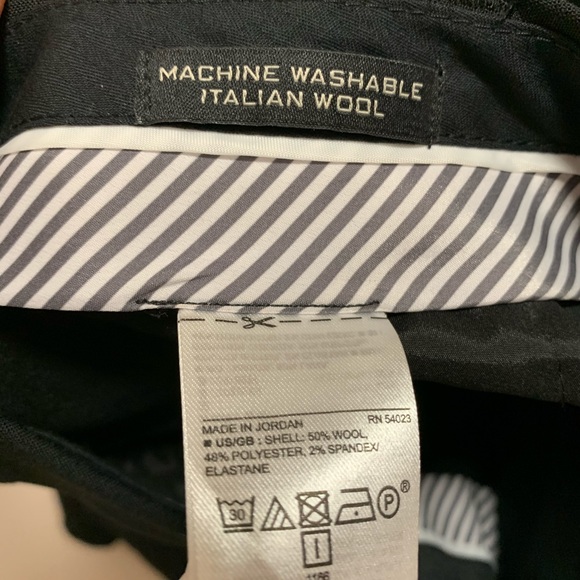 MACHINE WASHABLE
ITALIAN WOOL
MADE IN JORDAN RN 54023
US/GB : SHELL: 50% WOOL,
48% POLYESTER, 2% SPANDEX/
ELASTANE
30 P ®
I
1166